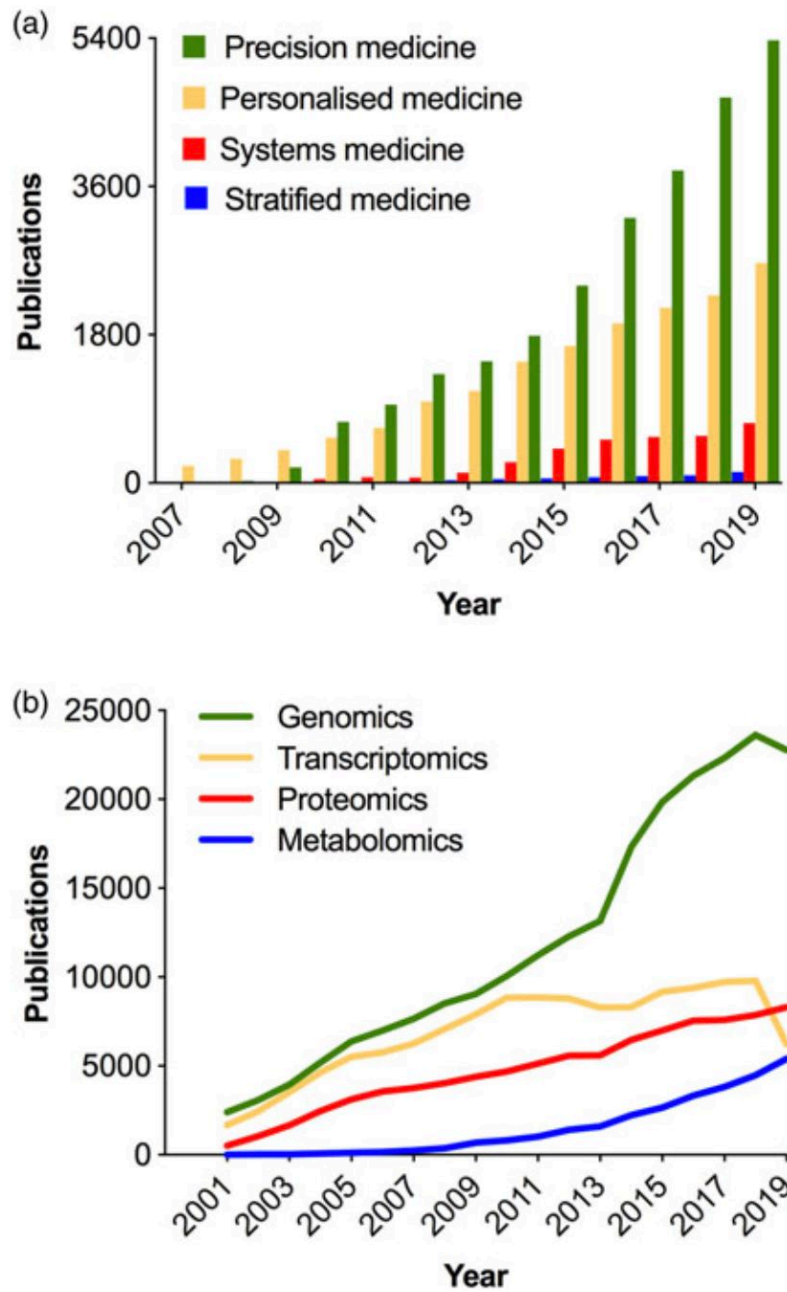 (a)
5400
Precision medicine
Personalised medicine
Systems medicine
Stratified medicine
3600
1800
0
Publications
2007
2009
2011
2013
2015
2017
2019
Year
(b)
25000
Genomics
Transcriptomics
Proteomics
Metabolomics
20000
15000
10000
5000
0
Publications
2001
2003
2005
2007
2009
2011
2013
2015
2017
2019
Year